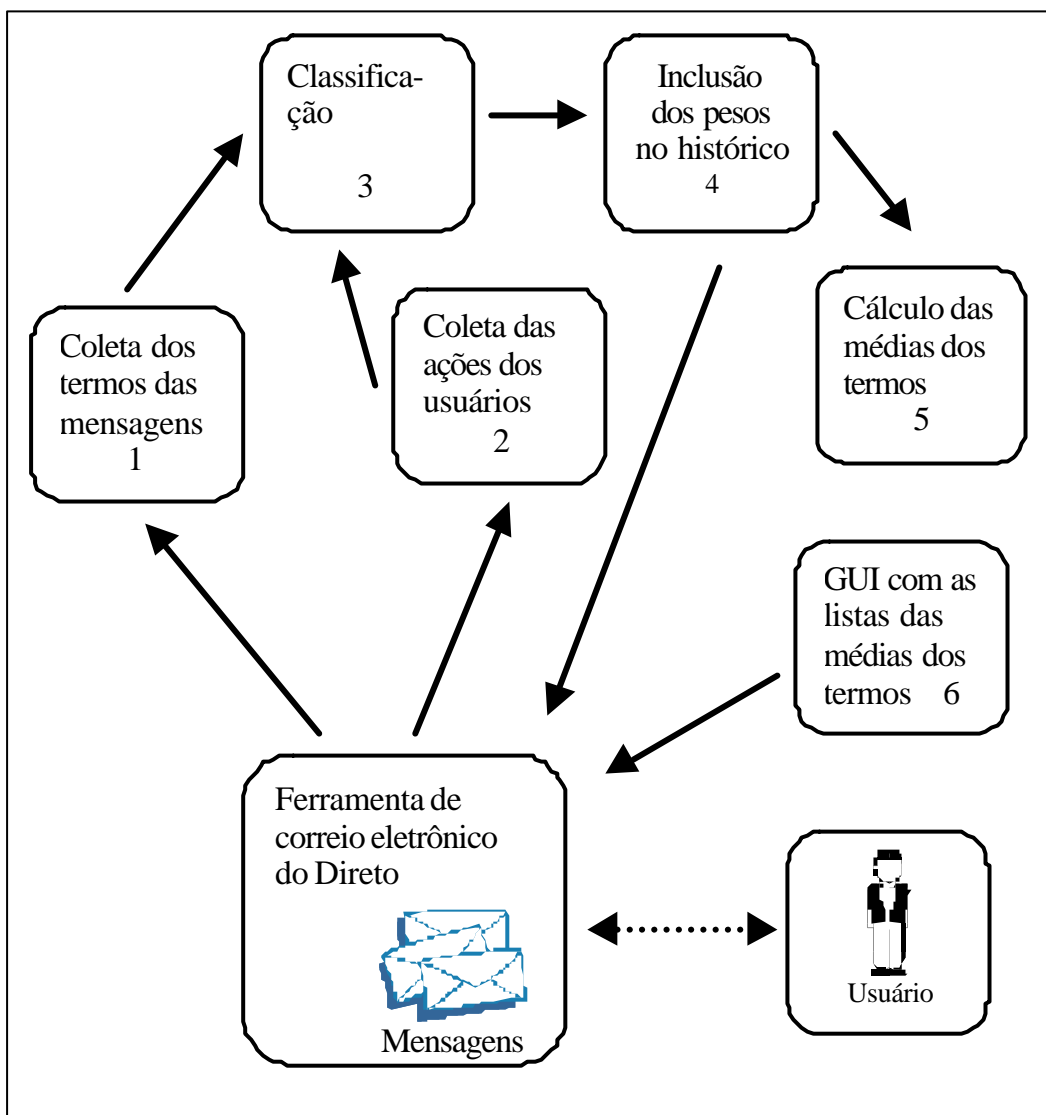 Classifica-
ção
3
Inclusão
dos pesos
no histórico
4
Coleta dos
termos das
mensagens
1
Coleta das
ações dos
usuários
2
Cálculo das
médias dos
termos
5
GUI com as
listas das
médias dos
termos 6
Ferramenta de
correio eletrônico
do Direto
Mensagens
Usuário